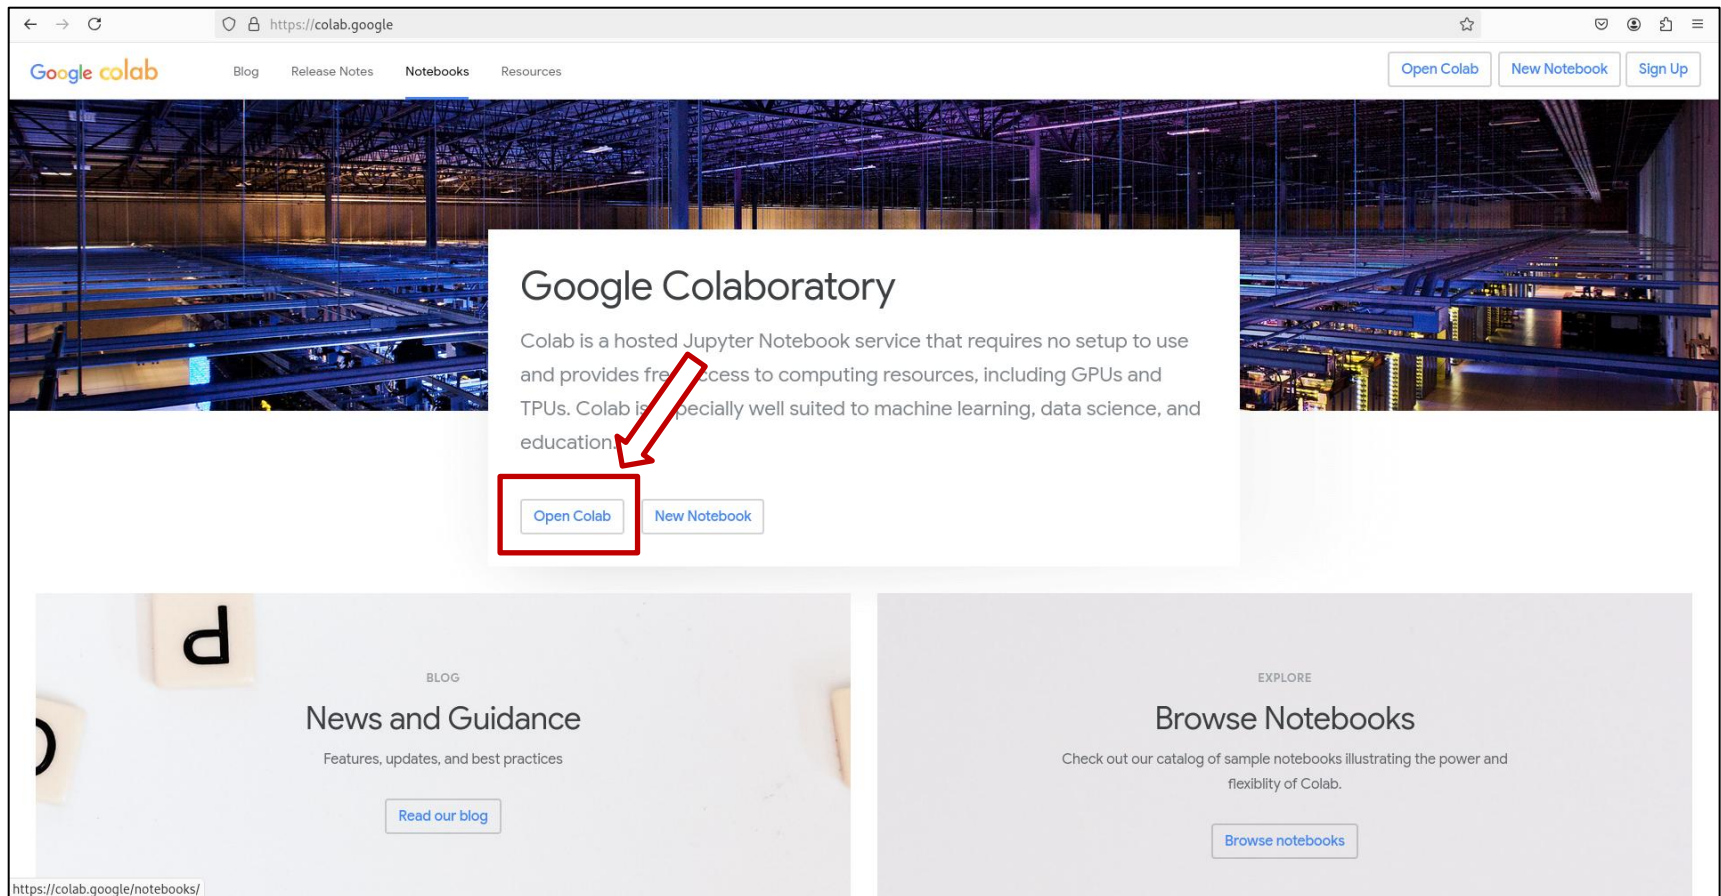 https://colab.google
Google colab
Blog Release Notes Notebooks Resources
Open Colab New Notebook Sign Up
Google Colaboratory
Colab is a hosted Jupyter Notebook service that requires no setup to use
and provides access to computing resources, including GPUs and
TPUs. Colab well suited to machine learning, data science, and
education.
Open Colab New Notebook
P
BLOG
News and Guidance
Features, updates, and best practices
Read our blog
EXPLORE
Browse Notebooks
Check out our catalog of sample notebooks illustrating the power and
flexiblity of Colab.
Browse notebooks
https://colab.google/notebooks/